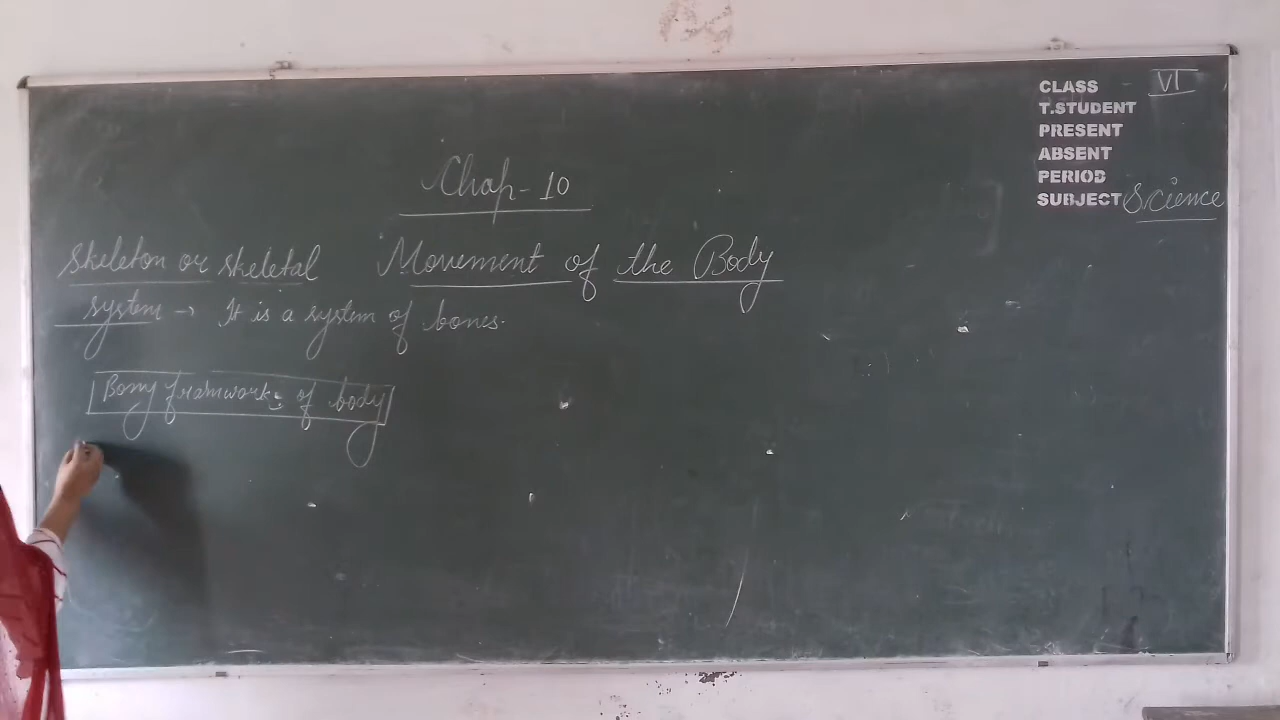 CLASS VI
T.STUDENT
PRESENT
ABSENT
PERIOD
SUBJECT Science
Chap-10
Movement of the Body
Skeleton or skeletal
system → It is a system of bones.
Bony framwork of body